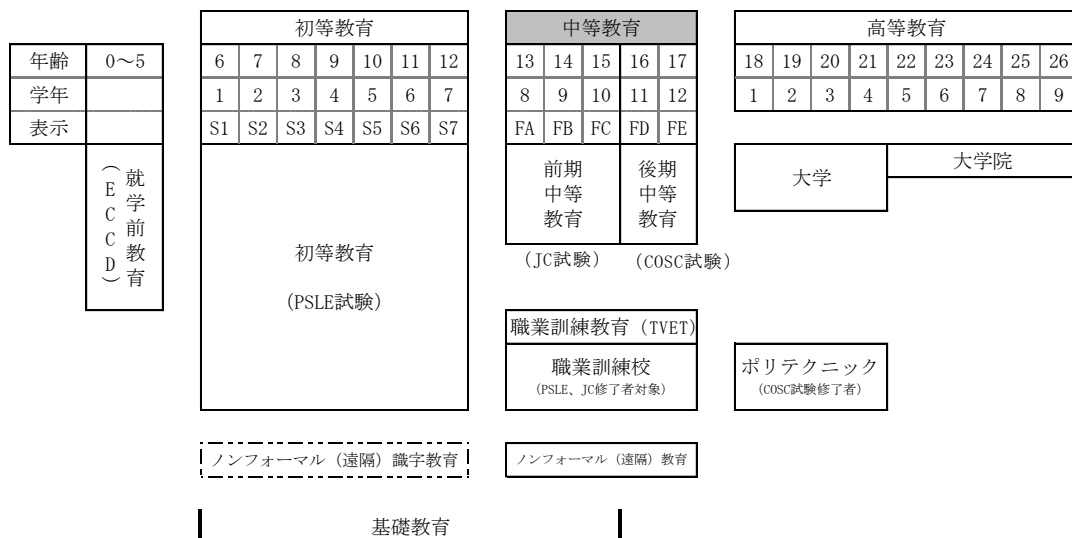 初等教育 中等教育 高等教育
年齢 0～5 6 7 8 9 10 11 12 13 14 15 16 17 18 19 20 21 22 23 24 25 26
学年 1 2 3 4 5 6 7 8 9 10 11 12 1 2 3 4 5 6 7 8 9
表示 S1 S2 S3 S4 S5 S6 S7 FA FB FC FD FE
就学前教育
（ECCD）
初等教育
(PSLE試験)
前期
中等
教育
後期
中等
教育
(JC試験) (COSC試験)
大学
大学院
職業訓練教育（TVET）
職業訓練校
(PSLE、JC修了者対象)
ポリテクニック
(COSC試験修了者)
ノンフォーマル（遠隔）識字教育
ノンフォーマル（遠隔）教育
基礎教育